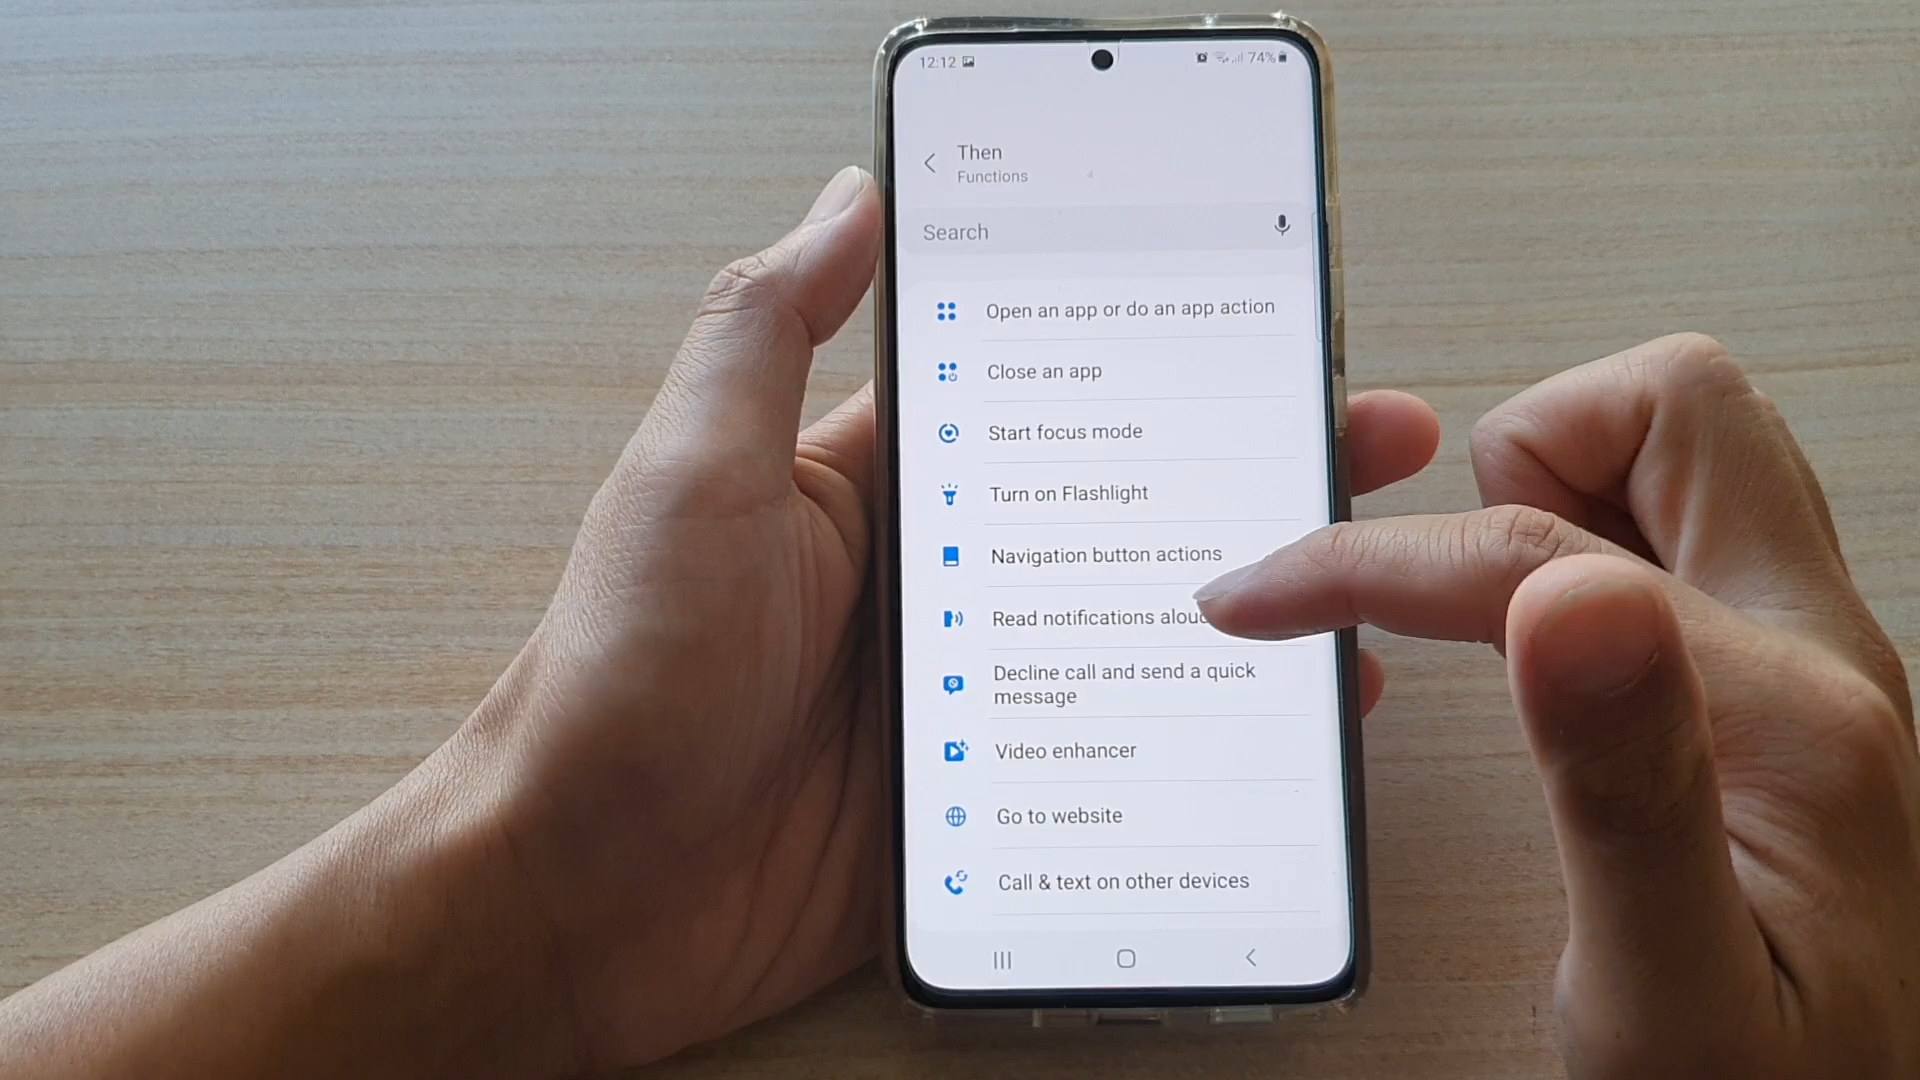 12:12
74%
Then
Functions
Search
Open an app or do an app action
Close an app
Start focus mode
Turn on Flashlight
Navigation button actions
Read notifications alou
Decline call and send a quick
message
Video enhancer
Go to website
Call & text on other devices